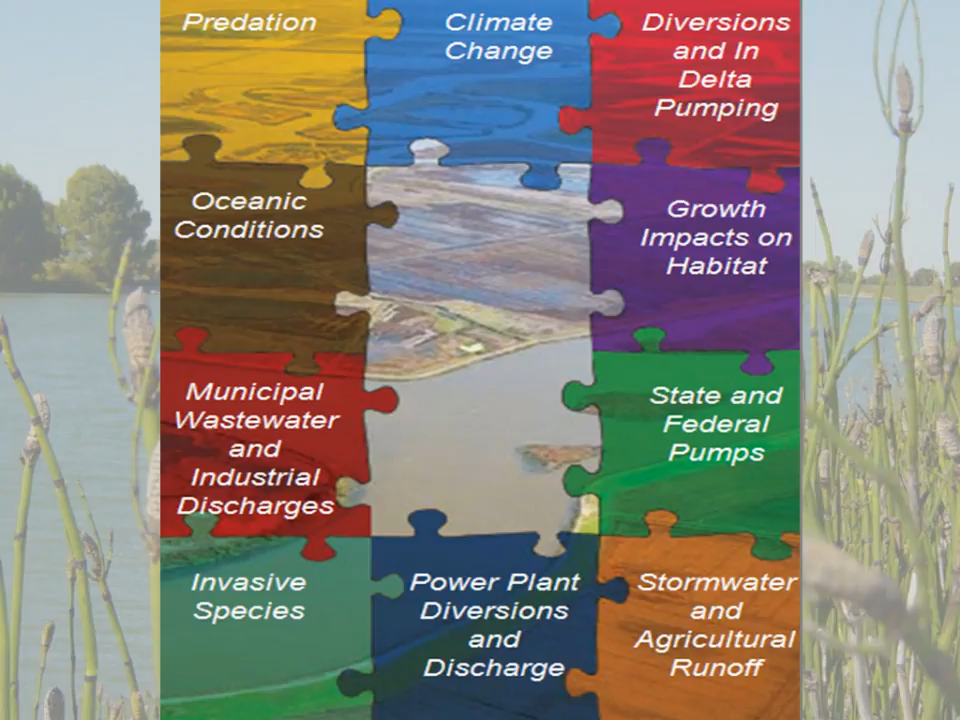 Predation
Climate
Change
Diversions
and In
Delta
Pumping
Oceanic
Conditions
Growth
Impacts on
Habitat
Municipal
Wastewater
and
Industrial
Discharges
State and
Federal
Pumps
Invasive
Species
Power Plant
Diversions
and
Discharge
Stormwater
and
Agricultural
Runoff